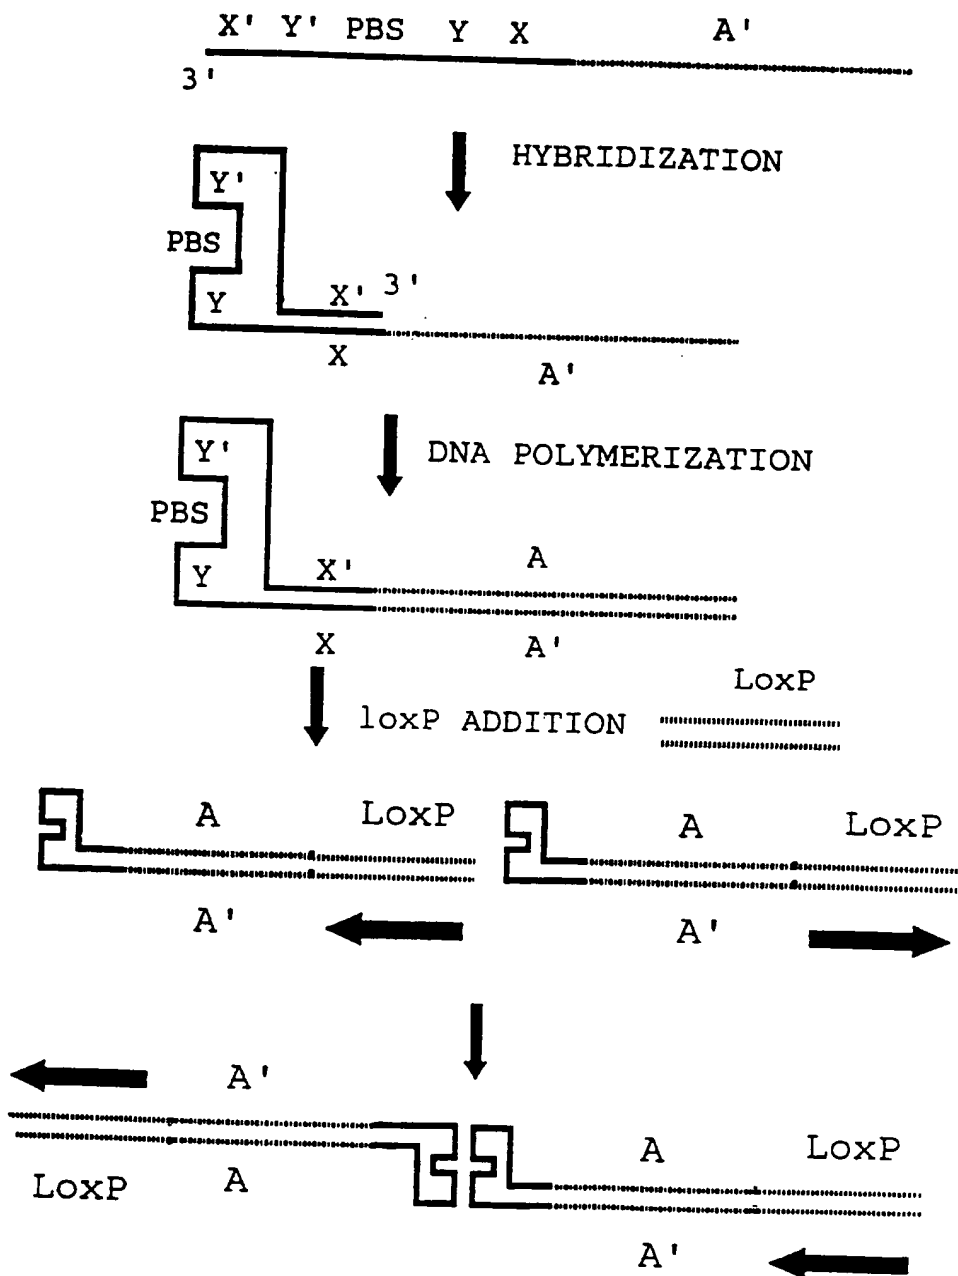 X' Y' PBS Y X A'
3'
HYBRIDIZATION
Y'
PBS
Y X' 3'
X A'
DNA POLYMERIZATION
Y'
PBS
Y X' A
X A'
LoxP
loxP ADDITION
A LoxP A LoxP
A' A'
A'
LoxP A A LoxP
A'